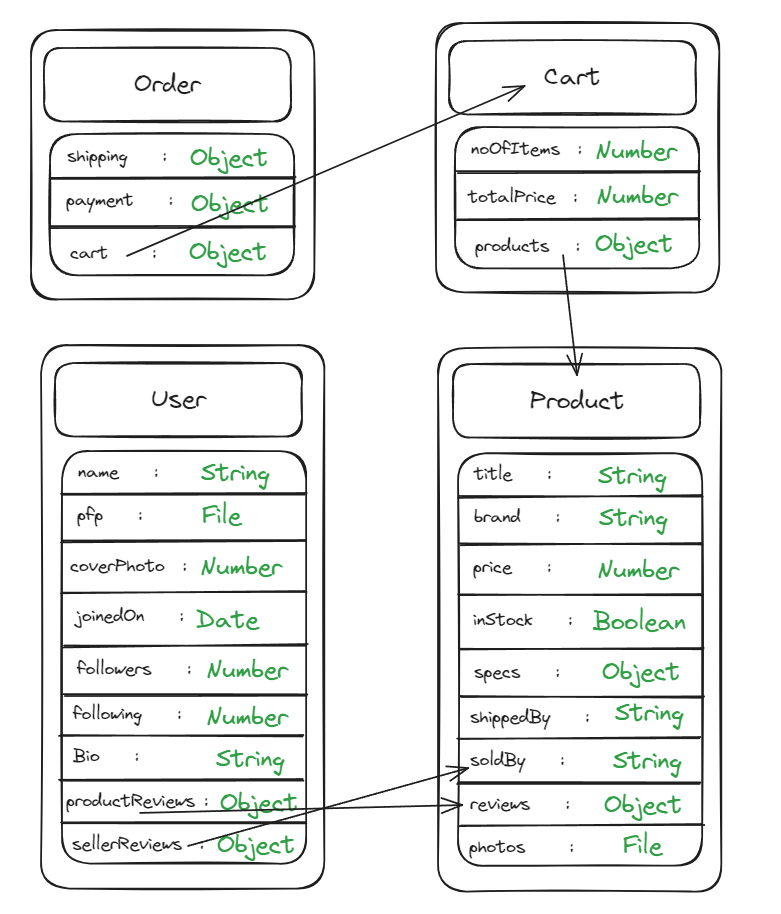 Order
shipping : Object
payment : Object
cart : Object
Cart
noOfItems : Number
totalPrice : Number
products : Object
User
name : String
pfp : File
coverPhoto : Number
joinedOn : Date
followers : Number
following : Number
Bio : String
productReviews : Object
sellerReviews : Object
Product
title : String
brand : String
price : Number
inStock : Boolean
specs : Object
shippedBy : String
soldBy : String
reviews : Object
photos : File